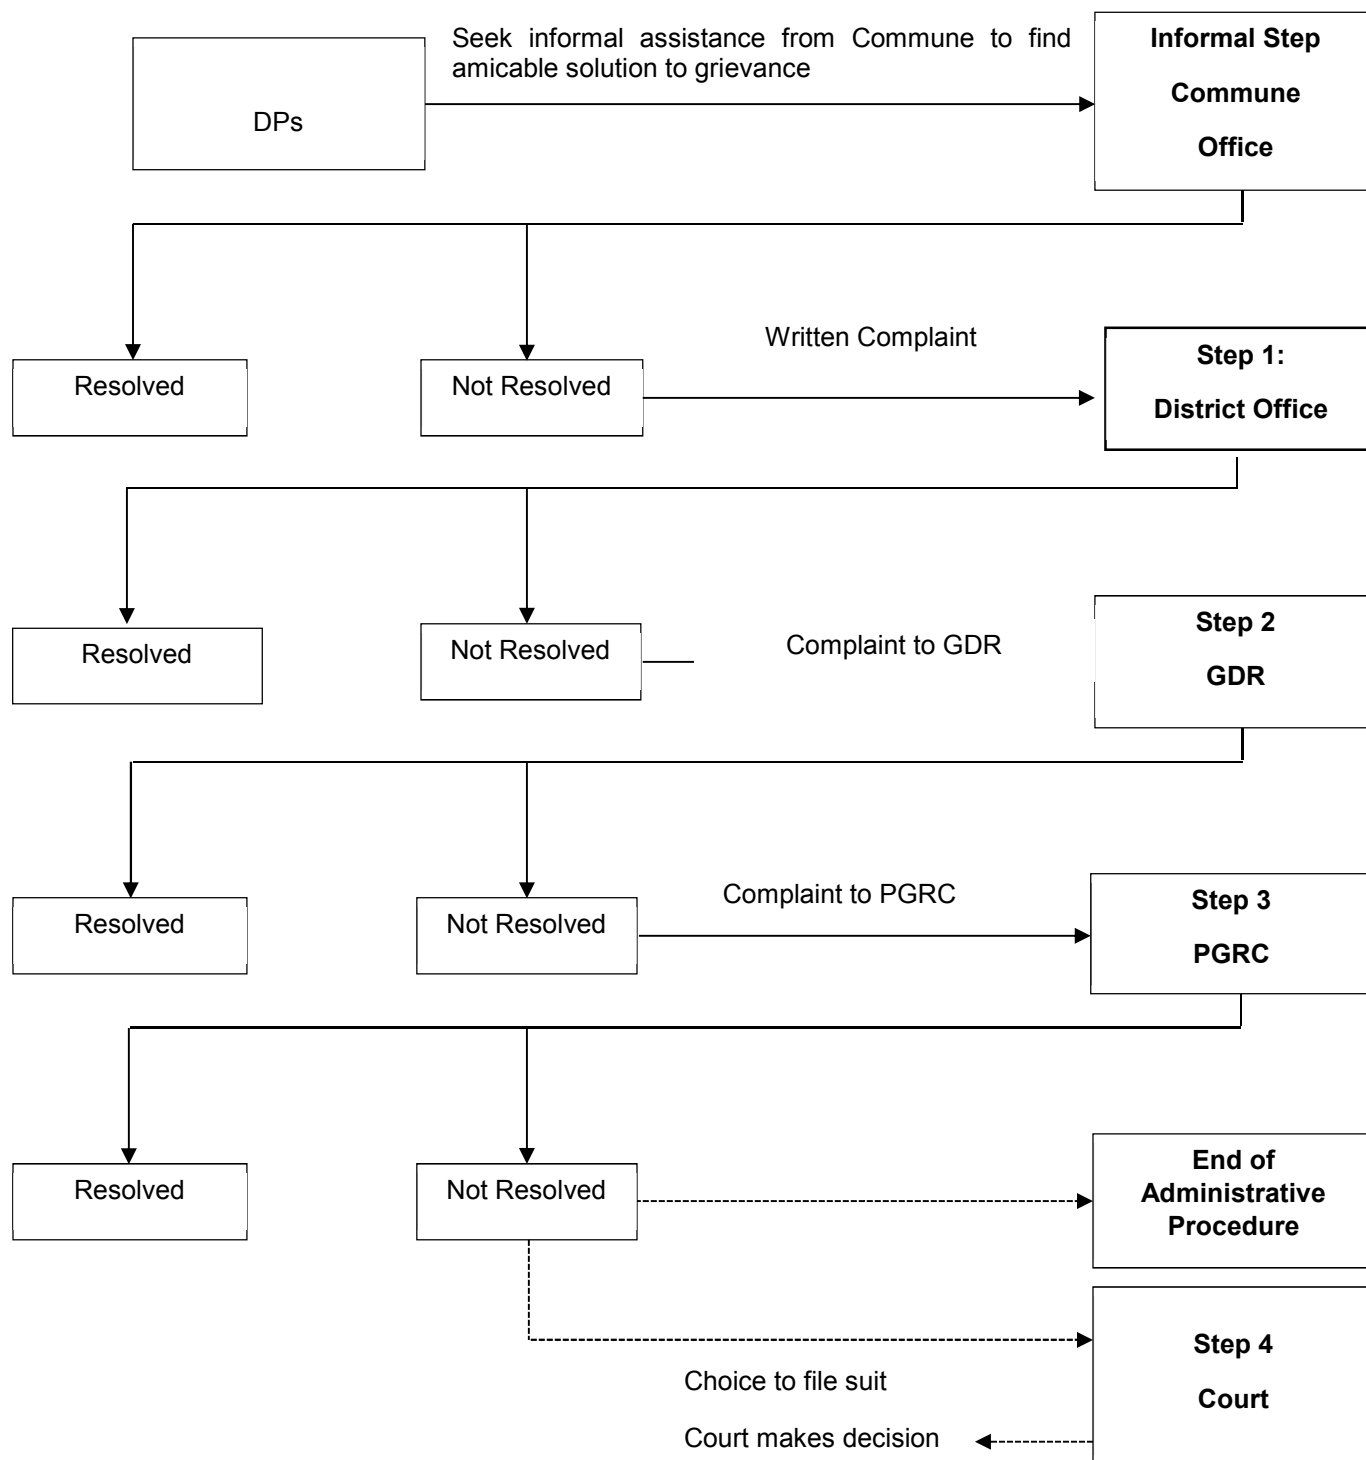 Seek informal assistance from Commune to find
amicable solution to grievance
DPs
Informal Step
Commune
Office
Resolved
Not Resolved
Written Complaint
Step 1:
District Office
Resolved
Not Resolved
Complaint to GDR
Step 2
GDR
Resolved
Not Resolved
Complaint to PGRC
Step 3
PGRC
Resolved
Not Resolved
End of
Administrative
Procedure
Step 4
Court
Choice to file suit
Court makes decision